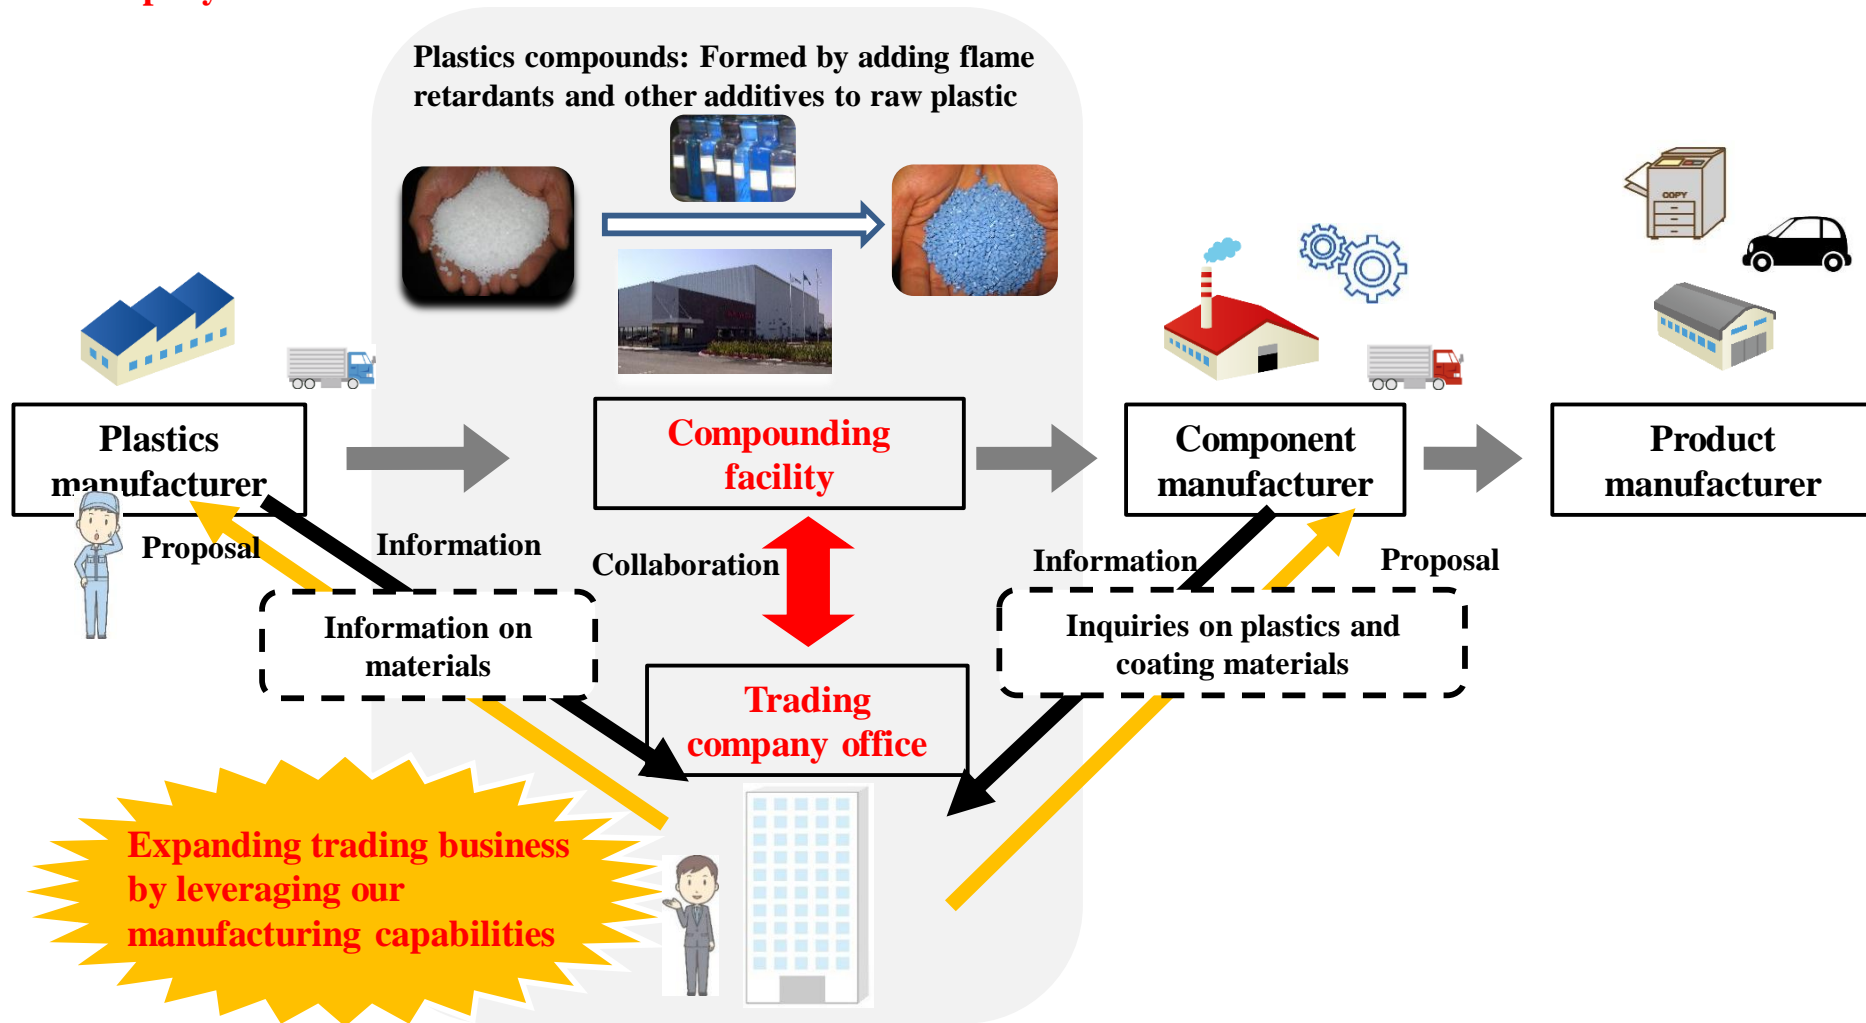 Plastics compounds: Formed by adding flame
retardants and other additives to raw plastic
COPY
Plastics
manufacturer
Compounding
facility
Component
manufacturer
Product
manufacturer
Proposal
Information
Collaboration
Information
Proposal
Information on
materials
Inquiries on plastics and
coating materials
Trading
company office
Expanding trading business
by leveraging our
manufacturing capabilities